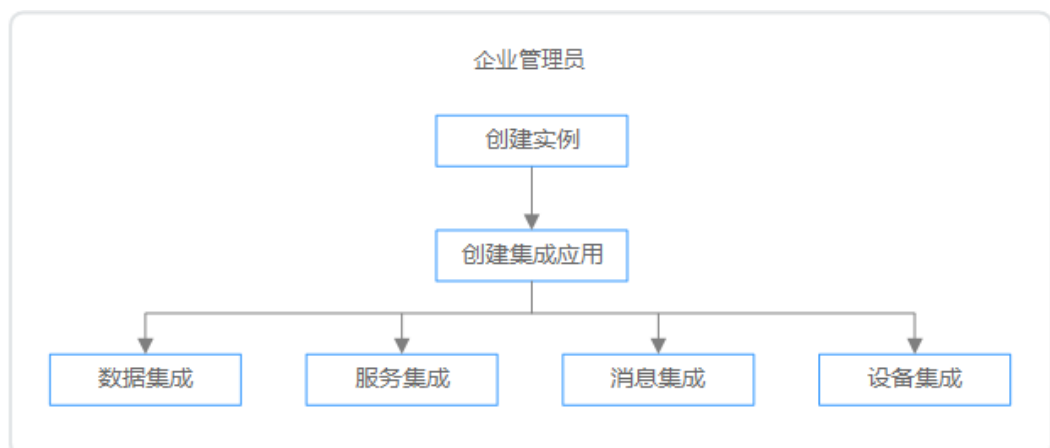 企业管理员
创建实例
创建集成应用
数据集成
服务集成
消息集成
设备集成